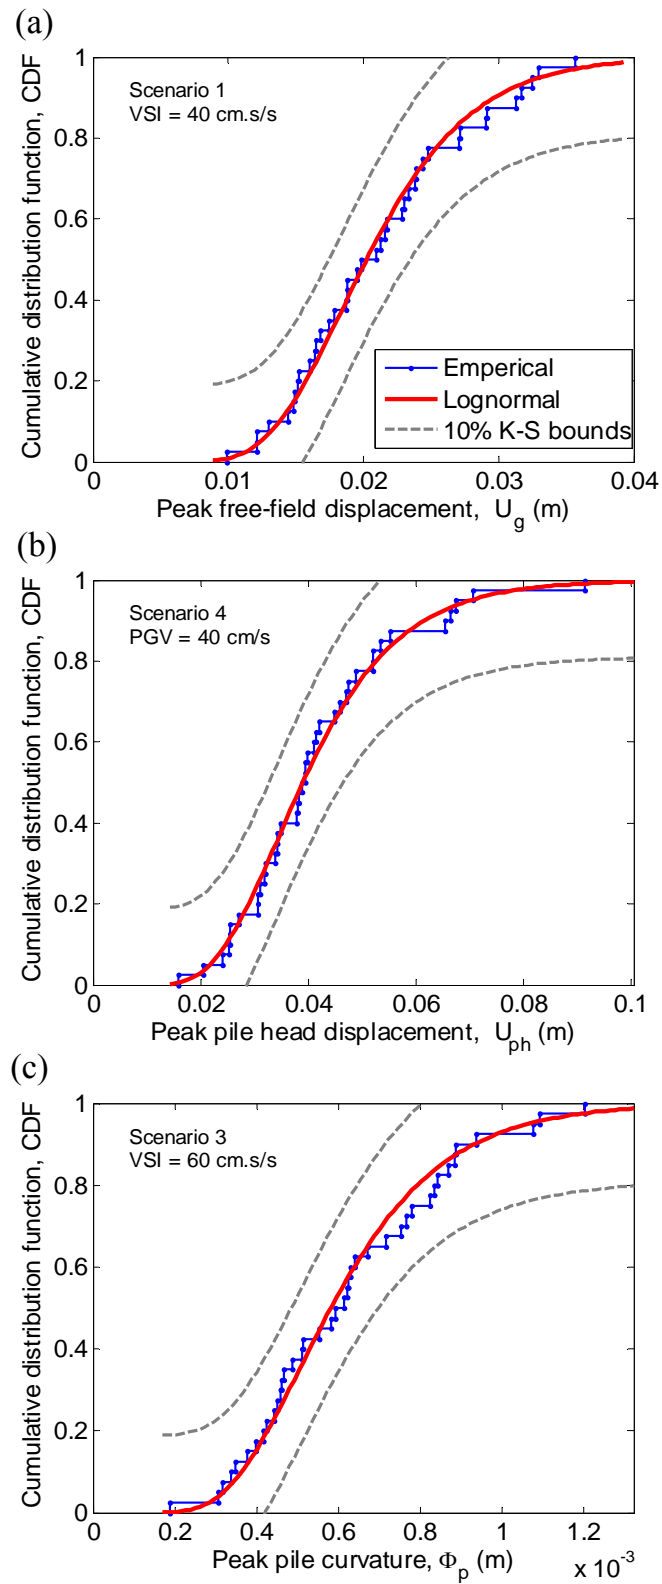 (a)
Cumulative distribution function, CDF
1
0.8
0.6
0.4
0.2
0
Scenario 1
VSI = 40 cm.s/s
Emperical
Lognormal
10% K-S bounds
0 0.01 0.02 0.03 0.04
Peak free-field displacement, U_g (m)
(b)
Cumulative distribution function, CDF
1
0.8
0.6
0.4
0.2
0
Scenario 4
PGV = 40 cm/s
0 0.02 0.04 0.06 0.08 0.1
Peak pile head displacement, U_ph (m)
(c)
Cumulative distribution function, CDF
1
0.8
0.6
0.4
0.2
0
Scenario 3
VSI = 60 cm.s/s
0 0.2 0.4 0.6 0.8 1 1.2
Peak pile curvature, Φ_p (m)
x 10^-3